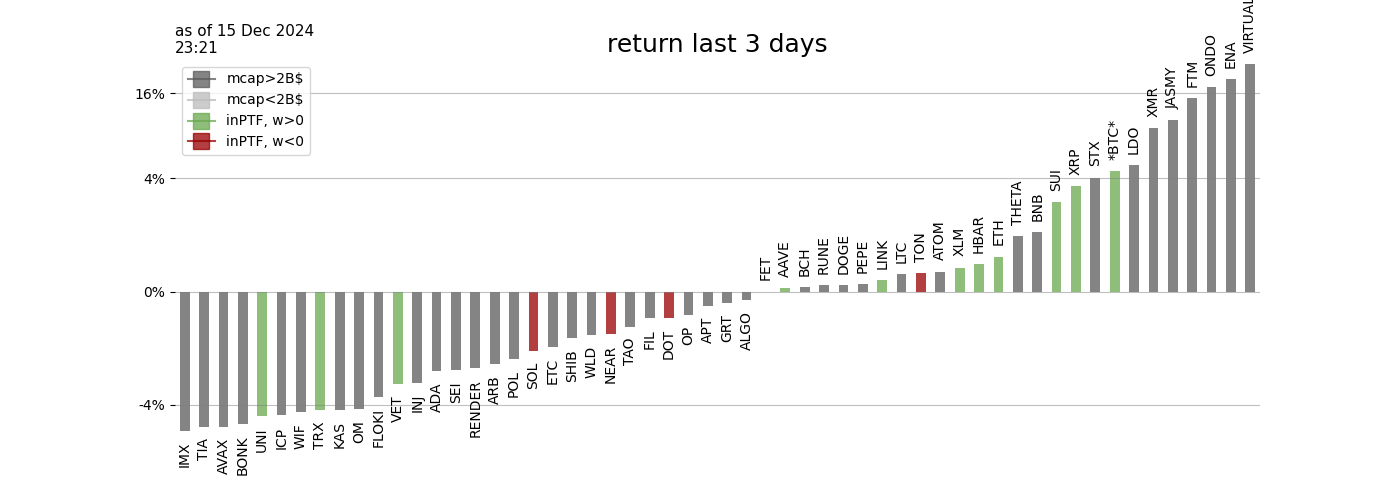 as of 15 Dec 2024
23:21
return last 3 days
mcap>2B$
mcap<2B$
inPTF, w>0
inPTF, w<0
16%
4%
0%
-4%
IMX
TIA
AVAX
BONK
UNI
ICP
WIF
TRX
KAS
OM
FLOKI
VET
INJ
ADA
SEI
RENDER
ARB
POL
SOL
ETC
SHIB
WLD
NEAR
TAO
FIL
DOT
OP
APT
GRT
ALGO
FET
AAVE
BCH
RUNE
DOGE
PEPE
LINK
LTC
TON
ATOM
XLM
HBAR
ETH
THETA
BNB
SUI
XRP
STX
*BTC*
LDO
XMR
JASMY
FTM
ONDO
ENA
VIRTUAL